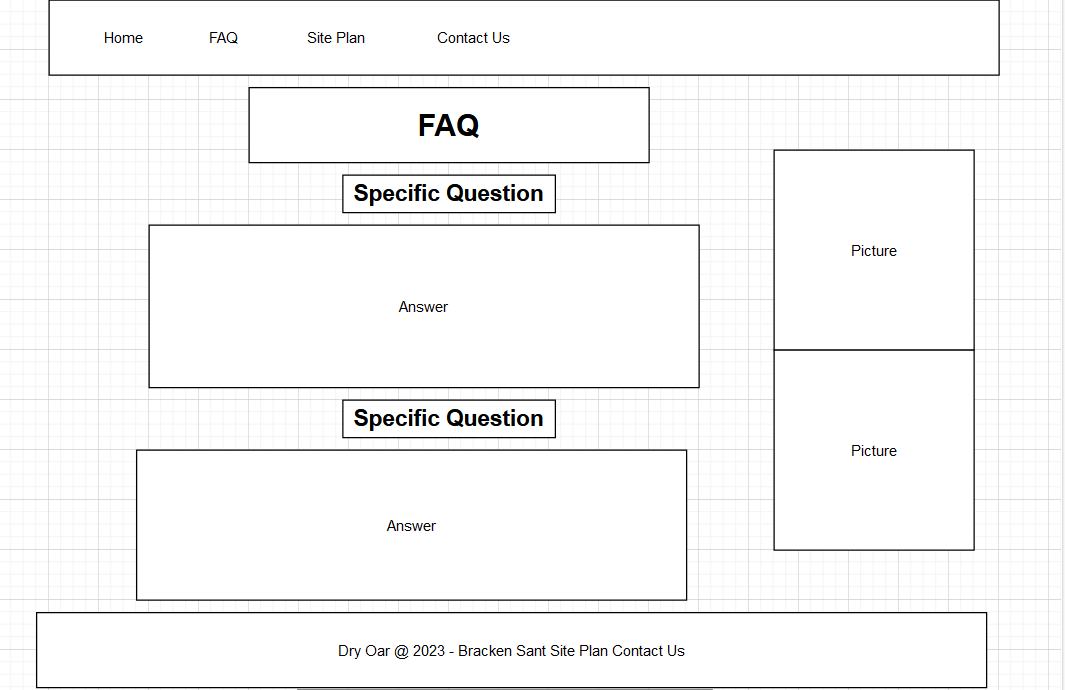 Home FAQ Site Plan Contact Us
FAQ
Specific Question
Answer
Specific Question
Answer
Picture
Picture
Dry Oar @ 2023 - Bracken Sant Site Plan Contact Us